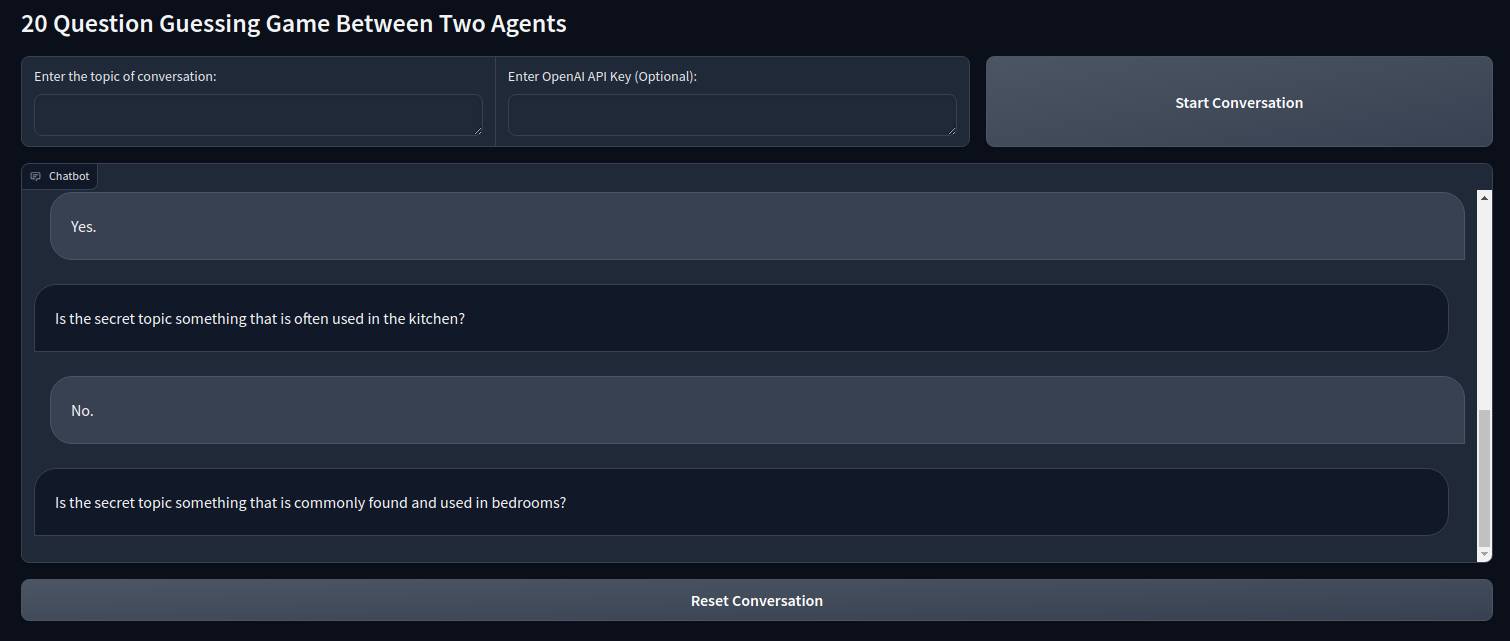 20 Question Guessing Game Between Two Agents
Enter the topic of conversation:
Enter OpenAI API Key (Optional):
Start Conversation
Chatbot
Yes.
Is the secret topic something that is often used in the kitchen?
No.
Is the secret topic something that is commonly found and used in bedrooms?
Reset Conversation